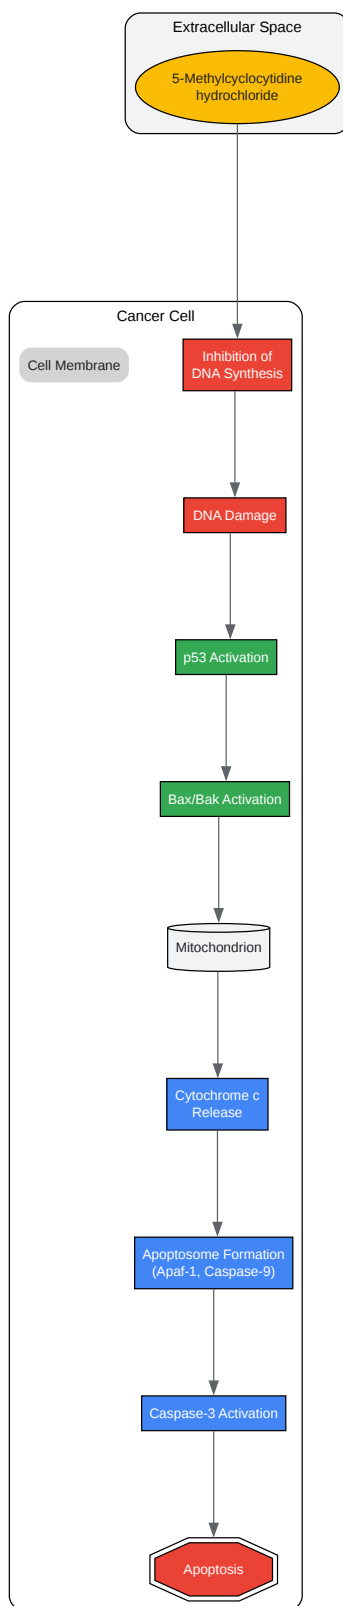 Extracellular Space
5-Methylcyclocytidine
hydrochloride
Cancer Cell
Cell Membrane
Inhibition of
DNA Synthesis
DNA Damage
p53 Activation
Bax/Bak Activation
Mitochondrion
Cytochrome c
Release
Apoptosome Formation
(Apaf-1, Caspase-9)
Caspase-3 Activation
Apoptosis